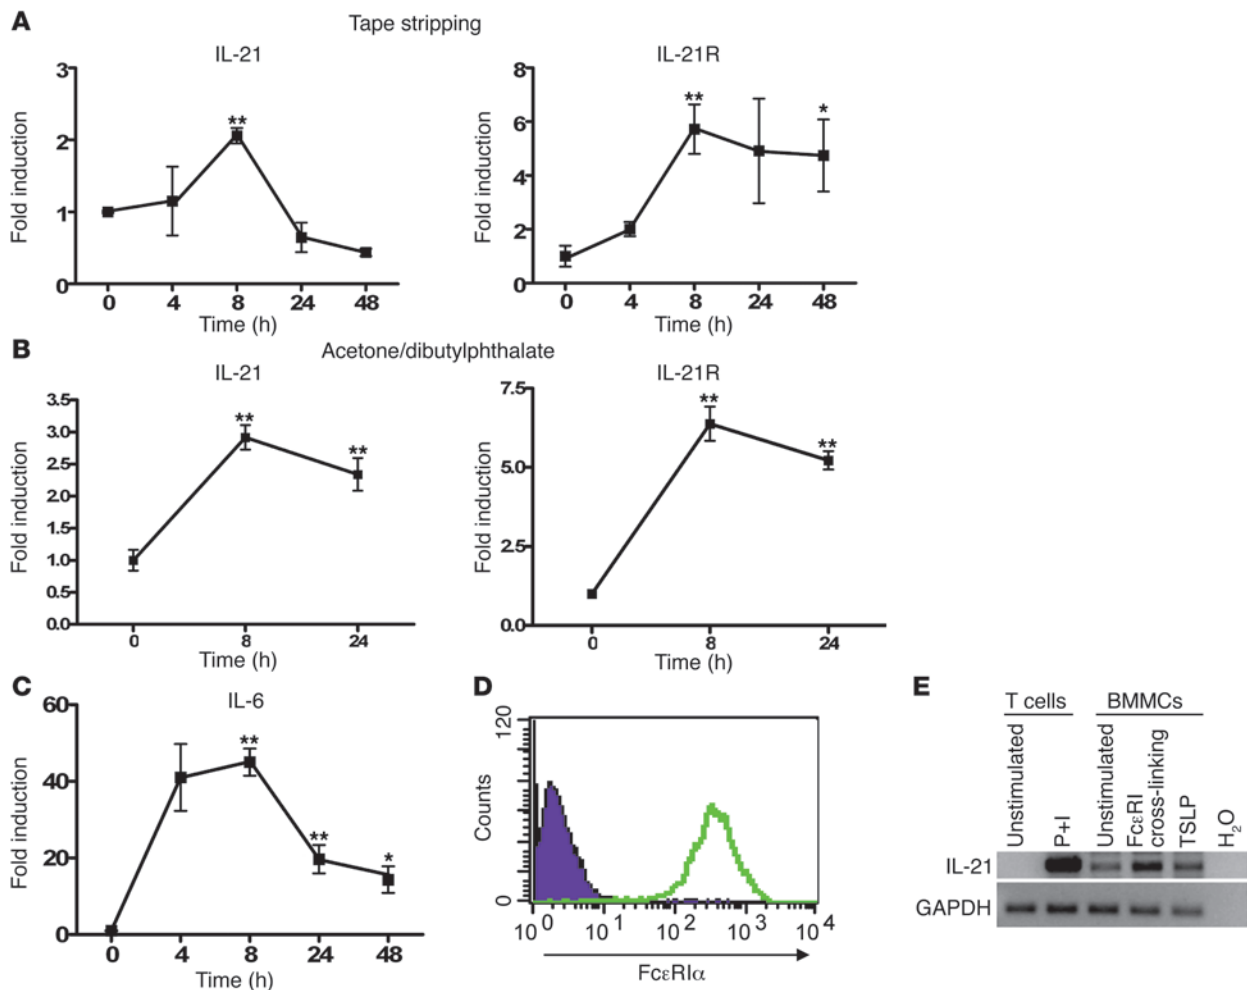 A
Tape stripping
IL-21
Fold induction
3
2
1
0
0 4 8 24 48
Time (h)
**
IL-21R
Fold induction
8
6
4
2
0
0 4 8 24 48
Time (h)
** *
B
Acetone/dibutylphthalate
IL-21
Fold induction
3.5
3.0
2.5
2.0
1.5
1.0
0.5
0.0
0 8 24
Time (h)
** **
IL-21R
Fold induction
7.5
5.0
2.5
0.0
0 8 24
Time (h)
** **
C
IL-6
Fold induction
60
40
20
0
0 4 8 24 48
Time (h)
** ** *
D
Counts
120
0
10⁰ 10¹ 10² 10³ 10⁴
FcεRIα
E
T cells BMMCs
Unstimulated
P+I
Unstimulated
FcεRI
cross-linking
TSLP
H₂O
IL-21
GAPDH